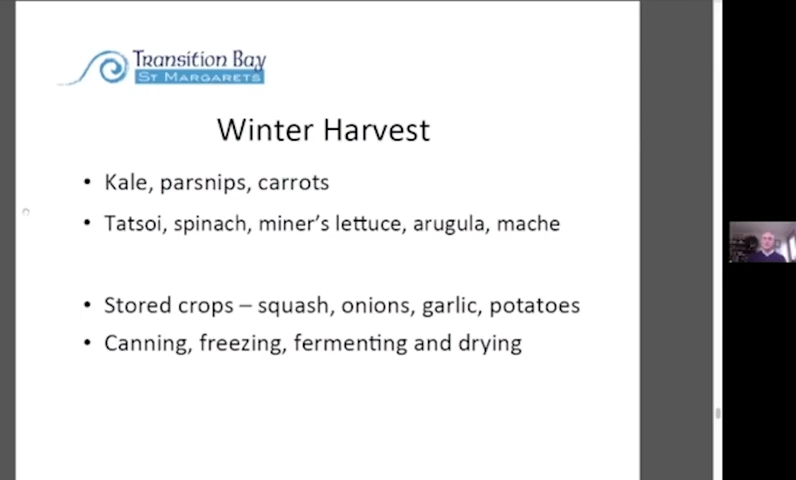 Transition Bay
St Margarets
Winter Harvest
• Kale, parsnips, carrots
• Tatsoi, spinach, miner's lettuce, arugula, mache
• Stored crops – squash, onions, garlic, potatoes
• Canning, freezing, fermenting and drying